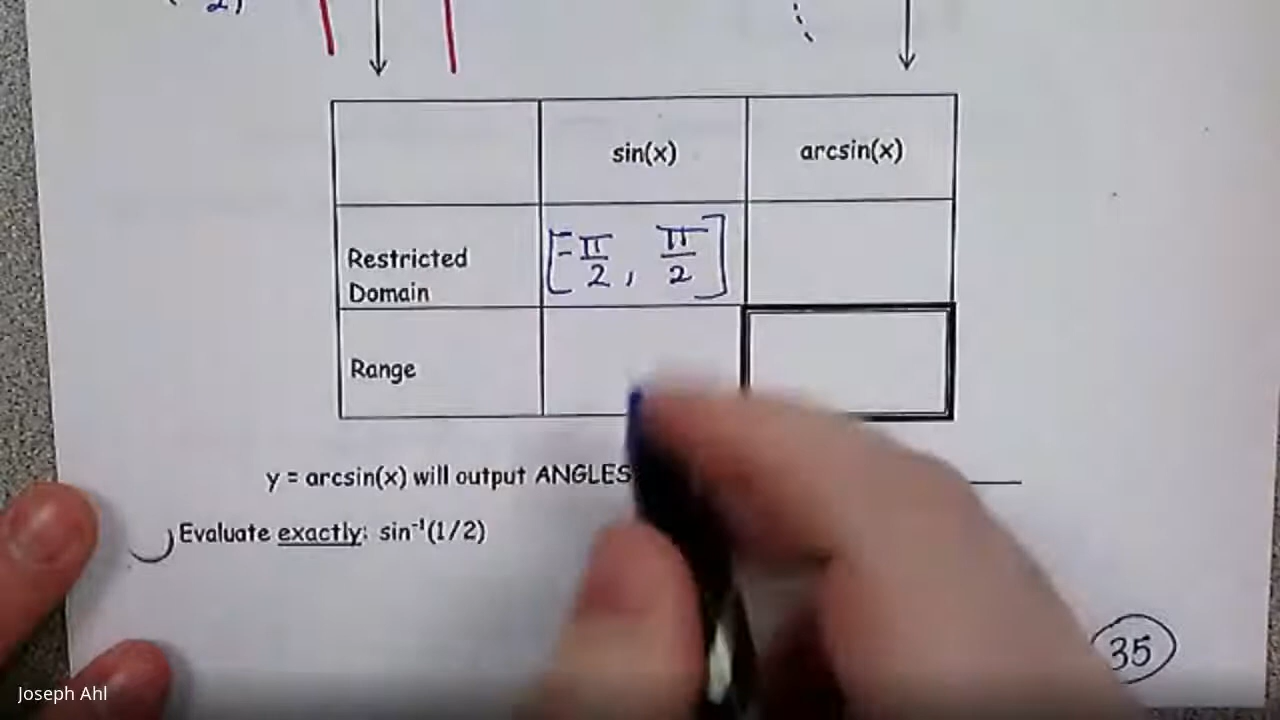 2)
sin(x) arcsin(x)
Restricted Domain [-π/2, π/2]
Range
y = arcsin(x) will output ANGLES
Evaluate exactly: sin⁻¹(1/2)
35
Joseph Ahl